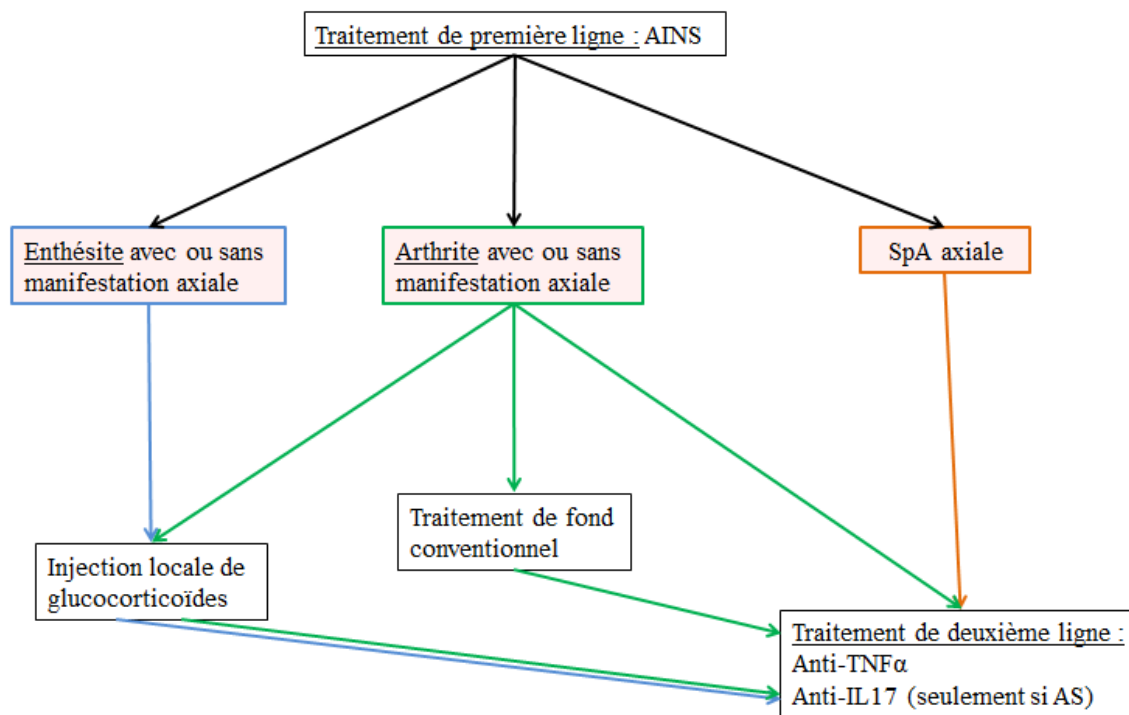 Traitement de première ligne : AINS
Enthésite avec ou sans
manifestation axiale
Arthrite avec ou sans
manifestation axiale
SpA axiale
Traitement de fond
conventionnel
Injection locale de
glucocorticoïdes
Traitement de deuxième ligne :
Anti-TNFα
Anti-IL17 (seulement si AS)